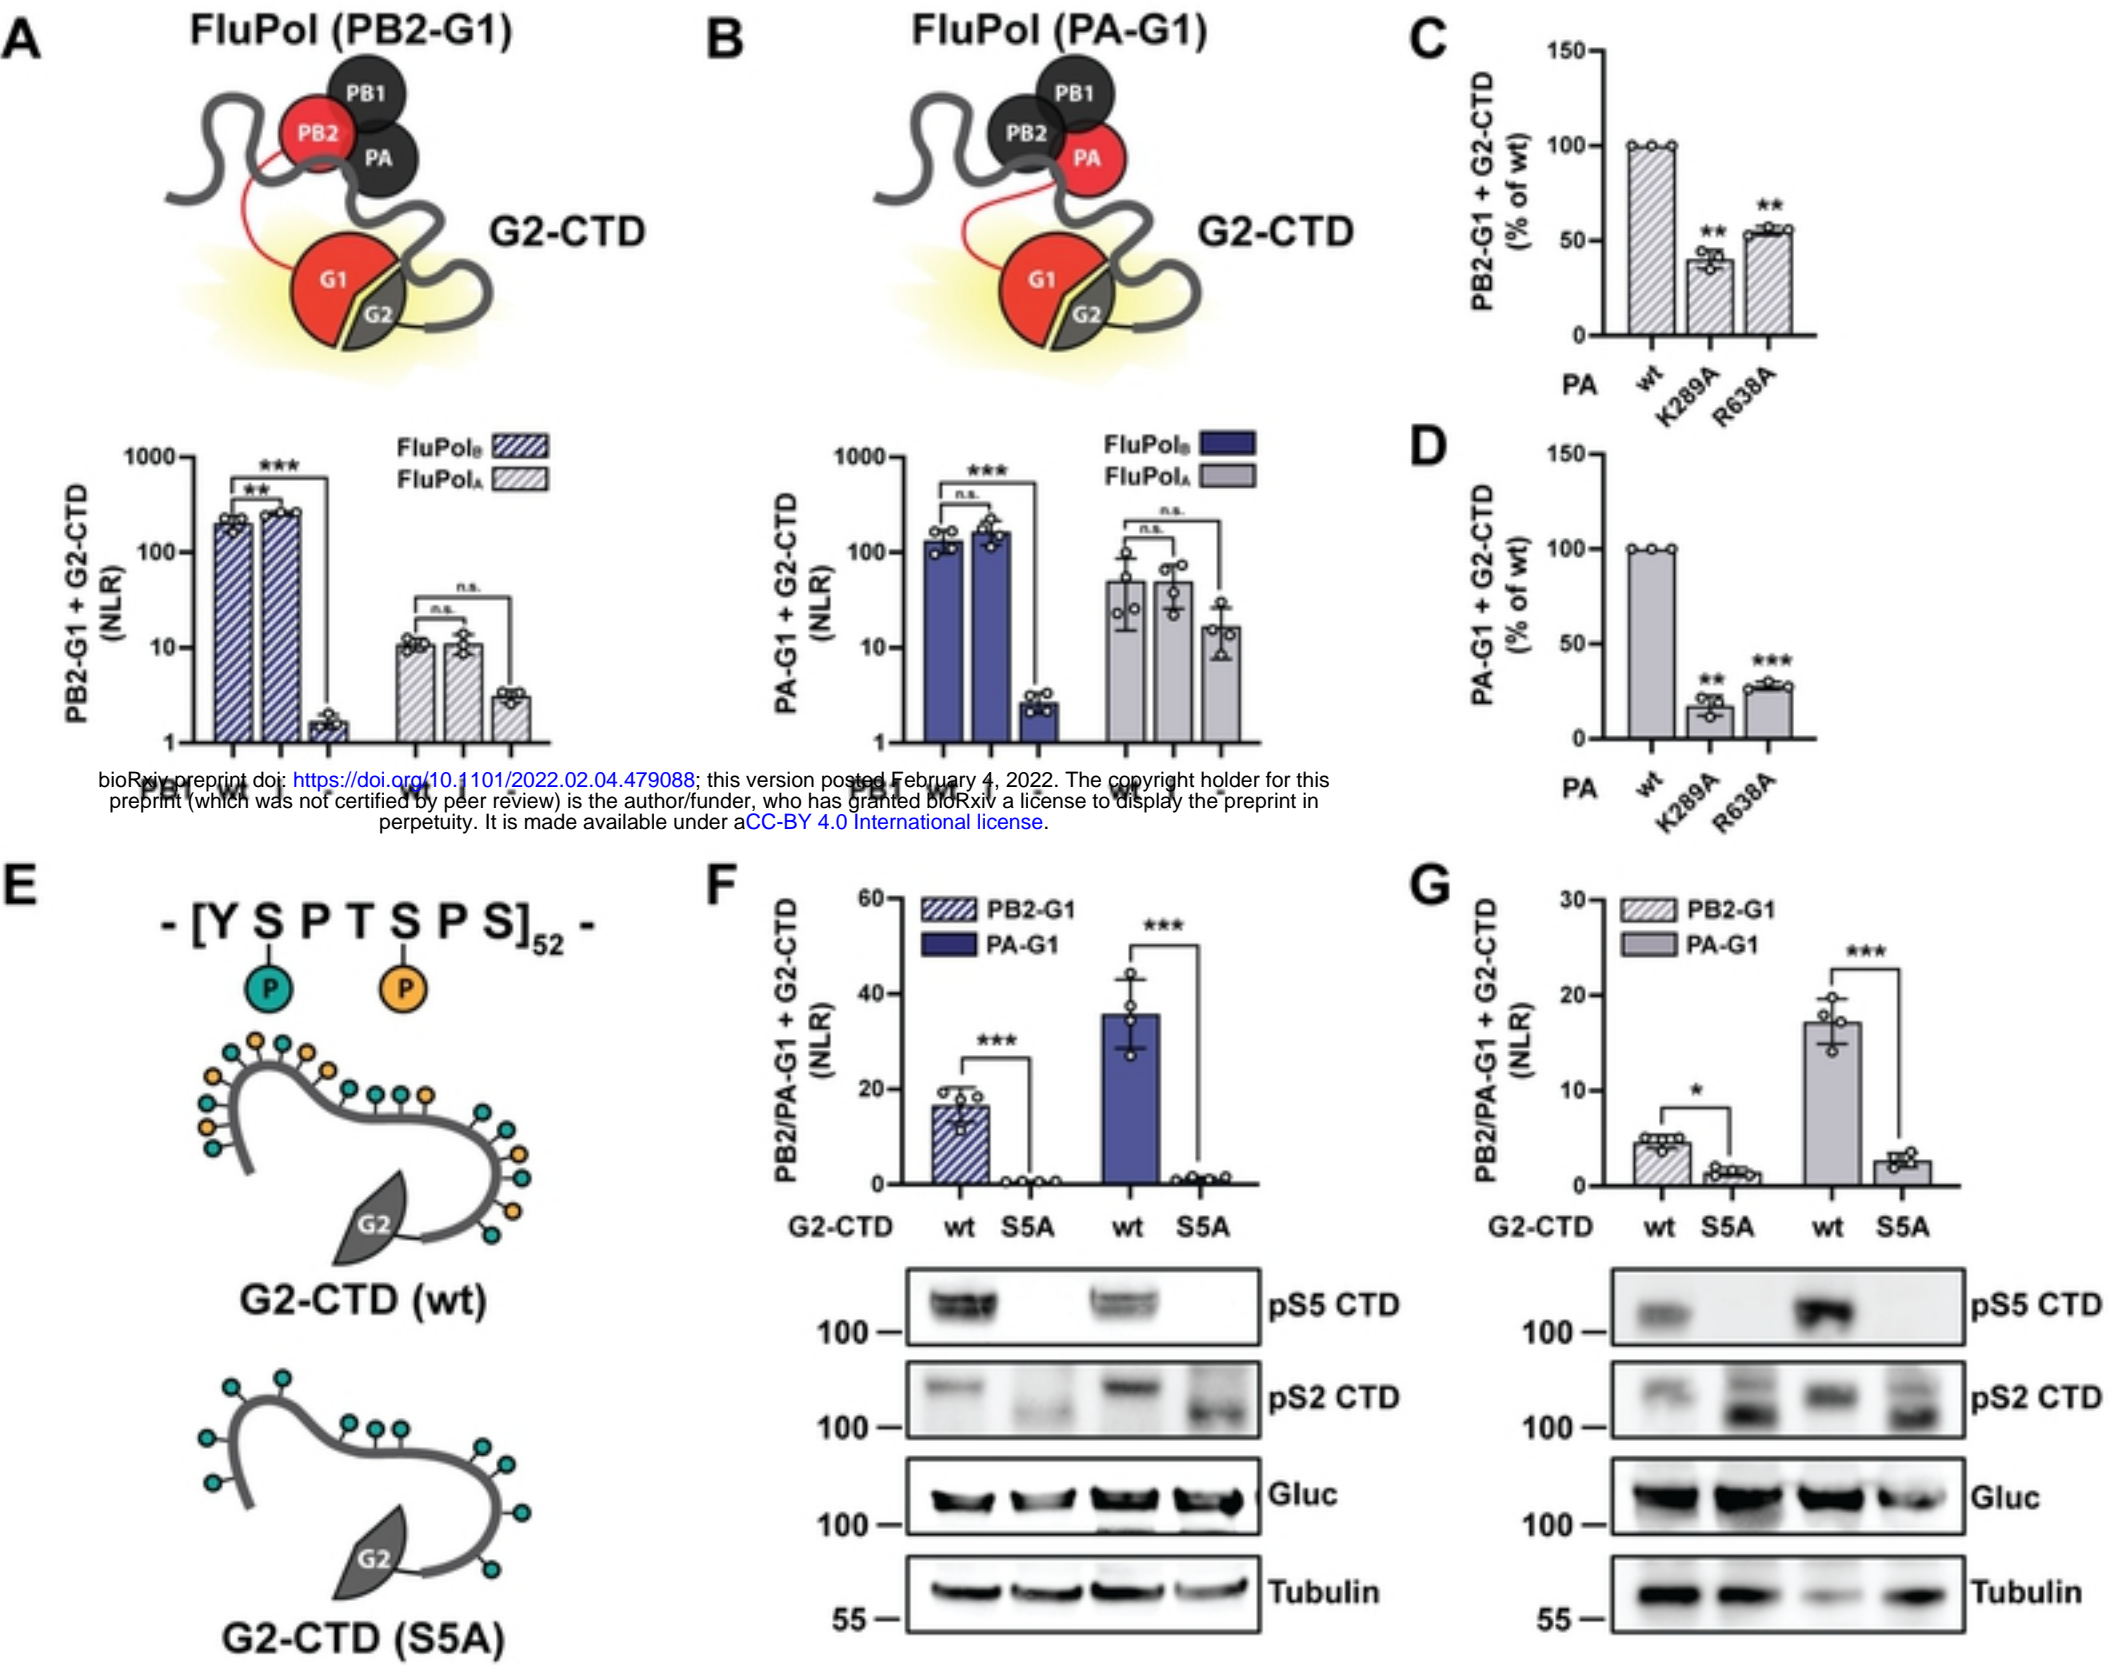 A
FluPol (PB2-G1)
PB1
PB2
PA
G2-CTD
G1
G2
FluPolB
FluPolA
PB2-G1 + G2-CTD
(NLR)
1000
100
10
1
***
**
n.s.
n.s.
PB1 wt - wt -
B
FluPol (PA-G1)
PB1
PB2
PA
G2-CTD
G1
G2
FluPolB
FluPolA
PA-G1 + G2-CTD
(NLR)
1000
100
10
1
***
n.s.
n.s.
n.s.
PB1 wt - wt -
bioRxiv preprint doi: https://doi.org/10.1101/2022.02.04.479088; this version posted February 4, 2022. The copyright holder for this
preprint (which was not certified by peer review) is the author/funder, who has granted bioRxiv a license to display the preprint in
perpetuity. It is made available under aCC-BY 4.0 International license.
C
PB2-G1 + G2-CTD
(% of wt)
150
100
50
0
**
**
PA wt K289A R638A
D
PA-G1 + G2-CTD
(% of wt)
150
100
50
0
**
***
PA wt K289A R638A
E
- [Y S P T S P S]52 -
P P
G2
G2-CTD (wt)
G2
G2-CTD (S5A)
F
PB2-G1
PA-G1
PB2/PA-G1 + G2-CTD
(NLR)
60
40
20
0
***
***
G2-CTD wt S5A wt S5A
100 pS5 CTD
100 pS2 CTD
100 Gluc
55 Tubulin
G
PB2-G1
PA-G1
PB2/PA-G1 + G2-CTD
(NLR)
30
20
10
0
*
***
G2-CTD wt S5A wt S5A
100 pS5 CTD
100 pS2 CTD
100 Gluc
55 Tubulin